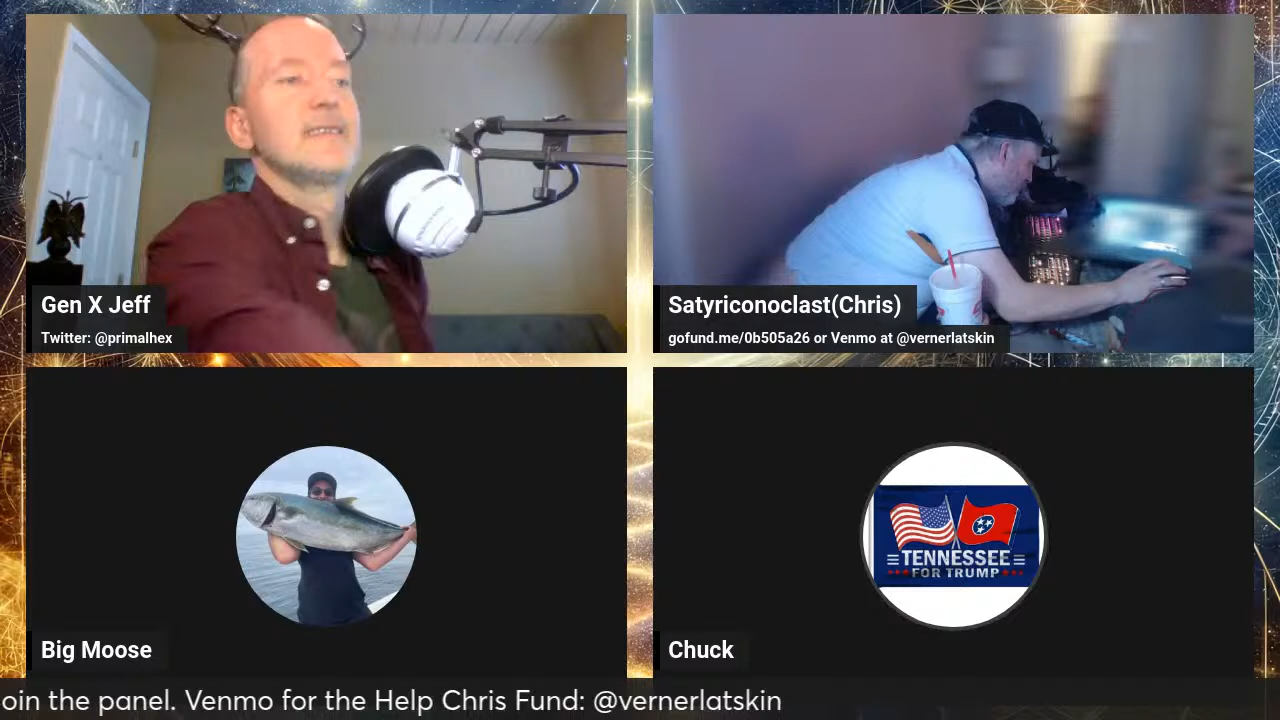 Gen X Jeff
Twitter: @primalhex
Satyriconoclast(Chris)
gofund.me/0b505a26 or Venmo at @vernerlatskin
TENNESSEE
FOR TRUMP
Big Moose
Chuck
oin the panel. Venmo for the Help Chris Fund: @vernerlatskin